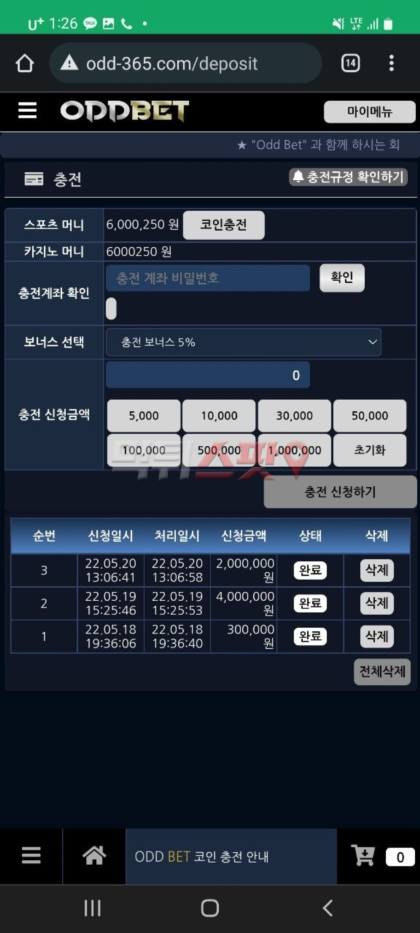 U+ 1:26 TALK LTE
odd-365.com/deposit 14
ODDBET 마이메뉴
★ "Odd Bet" 과 함께 하시는 회
충전 충전규정 확인하기
스포츠 머니 6,000,250 원 코인충전
카지노 머니 6000250 원
충전계좌 확인 충전 계좌 비밀번호 확인
보너스 선택 충전 보너스 5%
0
충전 신청금액 5,000 10,000 30,000 50,000
100,000 500,000 1,000,000 초기화
먹튀스팟
충전 신청하기
순번 신청일시 처리일시 신청금액 상태 삭제
3 22.05.20 13:06:41 22.05.20 13:06:58 2,000,000 원 완료 삭제
2 22.05.19 15:25:46 22.05.19 15:25:53 4,000,000 원 완료 삭제
1 22.05.18 19:36:06 22.05.18 19:36:40 300,000 원 완료 삭제
전체삭제
ODD BET 코인 충전 안내 0